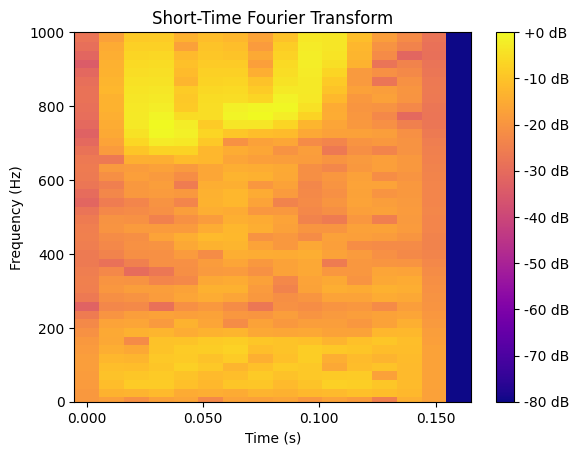 Short-Time Fourier Transform
1000
800
600
400
200
0
Frequency (Hz)
0.000
0.050
0.100
0.150
Time (s)
+0 dB
-10 dB
-20 dB
-30 dB
-40 dB
-50 dB
-60 dB
-70 dB
-80 dB